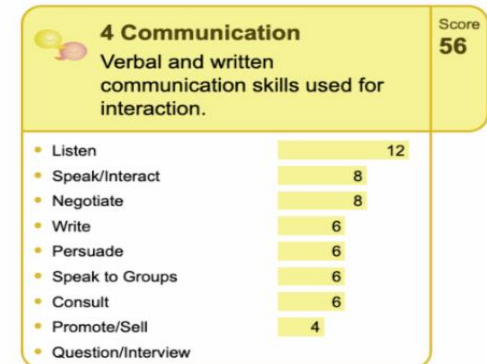 4 Communication
Score
56
Verbal and written
communication skills used for
interaction.
• Listen 12
• Speak/Interact 8
• Negotiate 8
• Write 6
• Persuade 6
• Speak to Groups 6
• Consult 6
• Promote/Sell 4
• Question/Interview